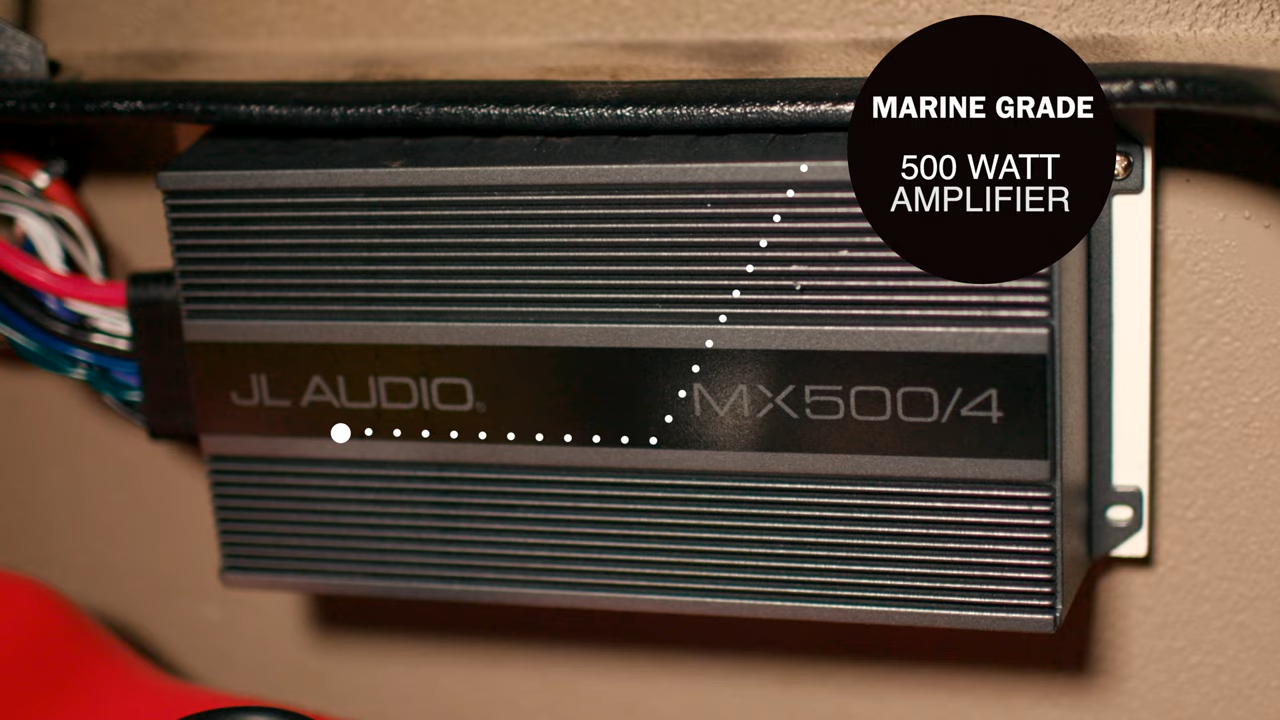 MARINE GRADE
500 WATT
AMPLIFIER
JL AUDIO®
MX500/4